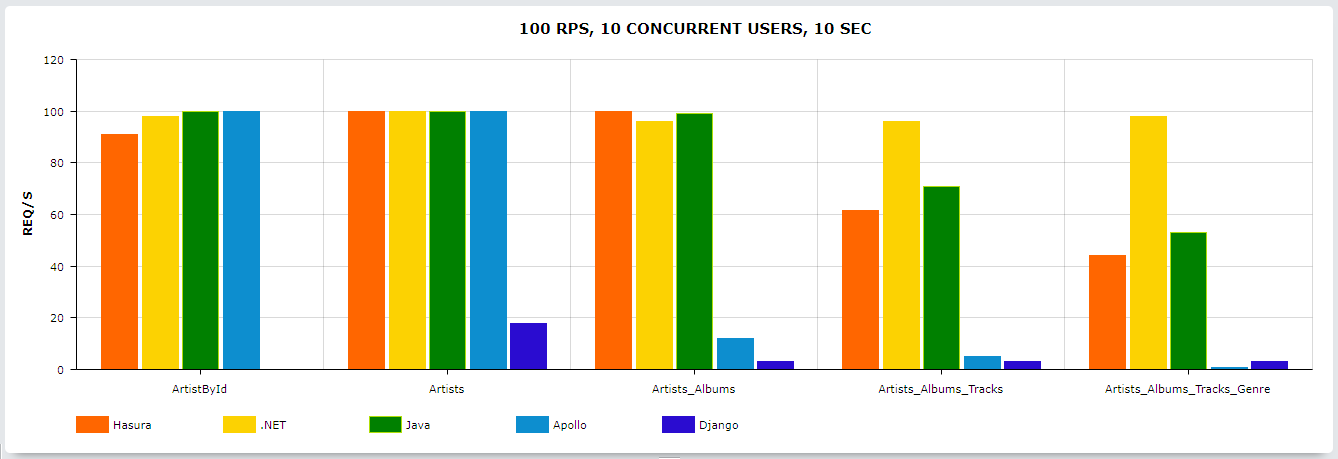 100 RPS, 10 CONCURRENT USERS, 10 SEC
120
100
80
60
40
20
0
REQ/S
ArtistById Artists Artists_Albums Artists_Albums_Tracks Artists_Albums_Tracks_Genre
Hasura .NET Java Apollo Django